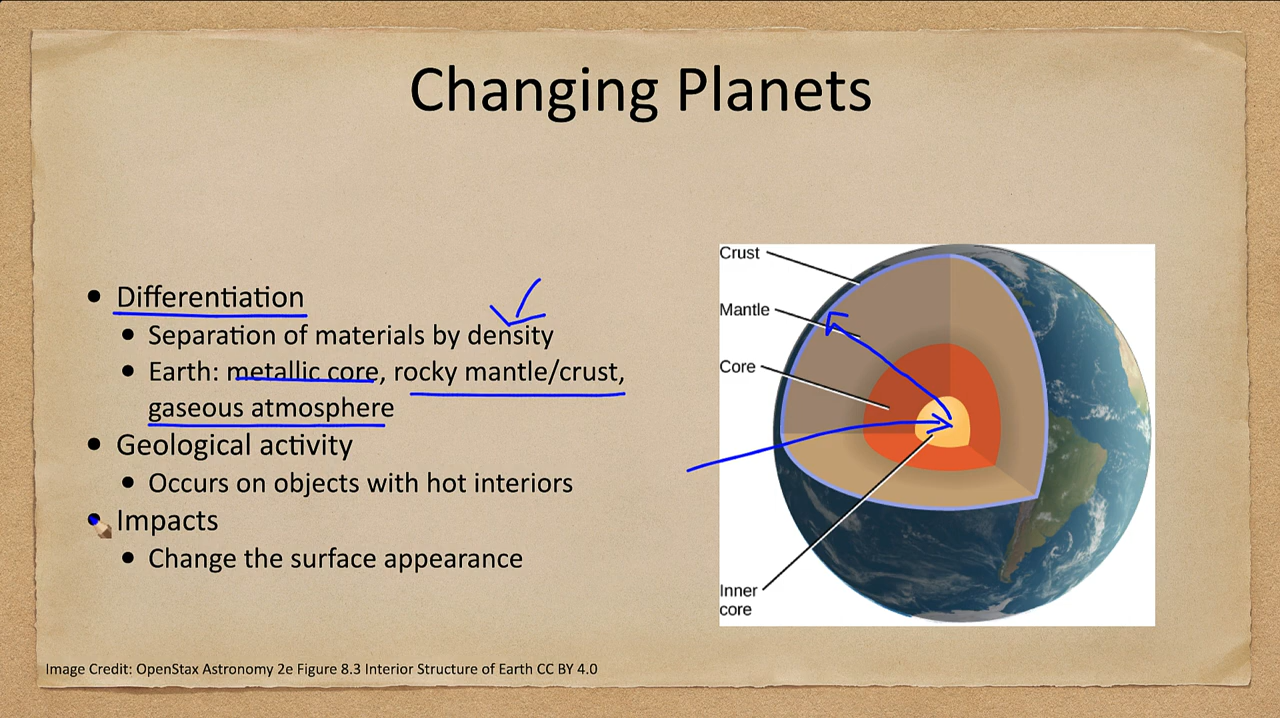 Changing Planets
• Differentiation
• Separation of materials by density
• Earth: metallic core, rocky mantle/crust,
gaseous atmosphere
• Geological activity
• Occurs on objects with hot interiors
• Impacts
• Change the surface appearance
Crust
Mantle
Core
Inner
core
Image Credit: OpenStax Astronomy 2e Figure 8.3 Interior Structure of Earth CC BY 4.0